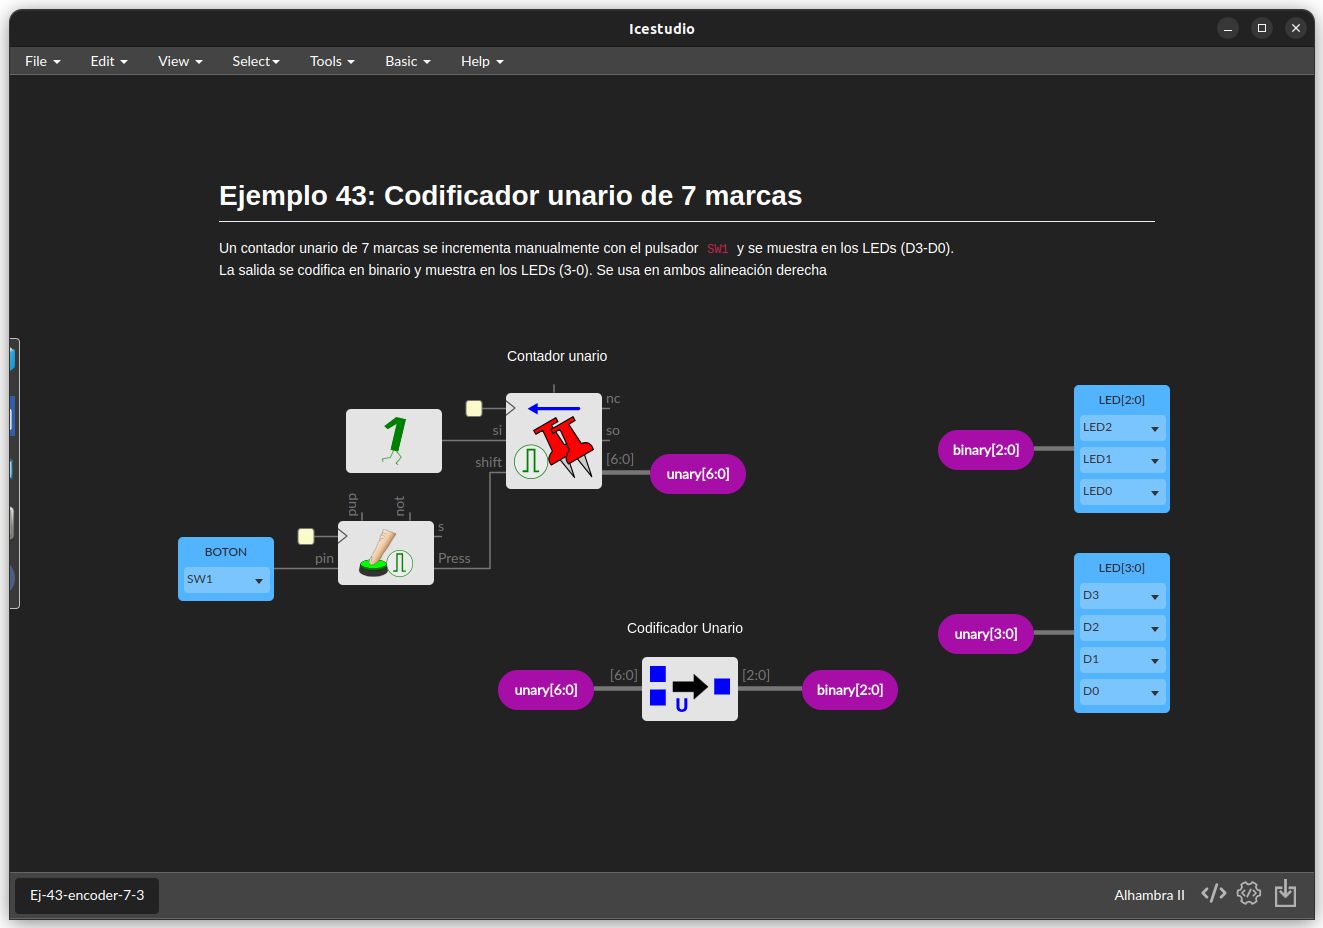 Icestudio
File Edit View Select Tools Basic Help
Ejemplo 43: Codificador unario de 7 marcas
Un contador unario de 7 marcas se incrementa manualmente con el pulsador SW1 y se muestra en los LEDs (D3-D0).
La salida se codifica en binario y muestra en los LEDs (3-0). Se usa en ambos alineación derecha
Contador unario
nc
si
so
shift
[6:0]
unary[6:0]
1
pup
not
s
pin
Press
BOTON
SW1
binary[2:0]
LED[2:0]
LED2
LED1
LED0
unary[3:0]
LED[3:0]
D3
D2
D1
D0
Codificador Unario
unary[6:0]
[6:0]
U
[2:0]
binary[2:0]
Ej-43-encoder-7-3
Alhambra II